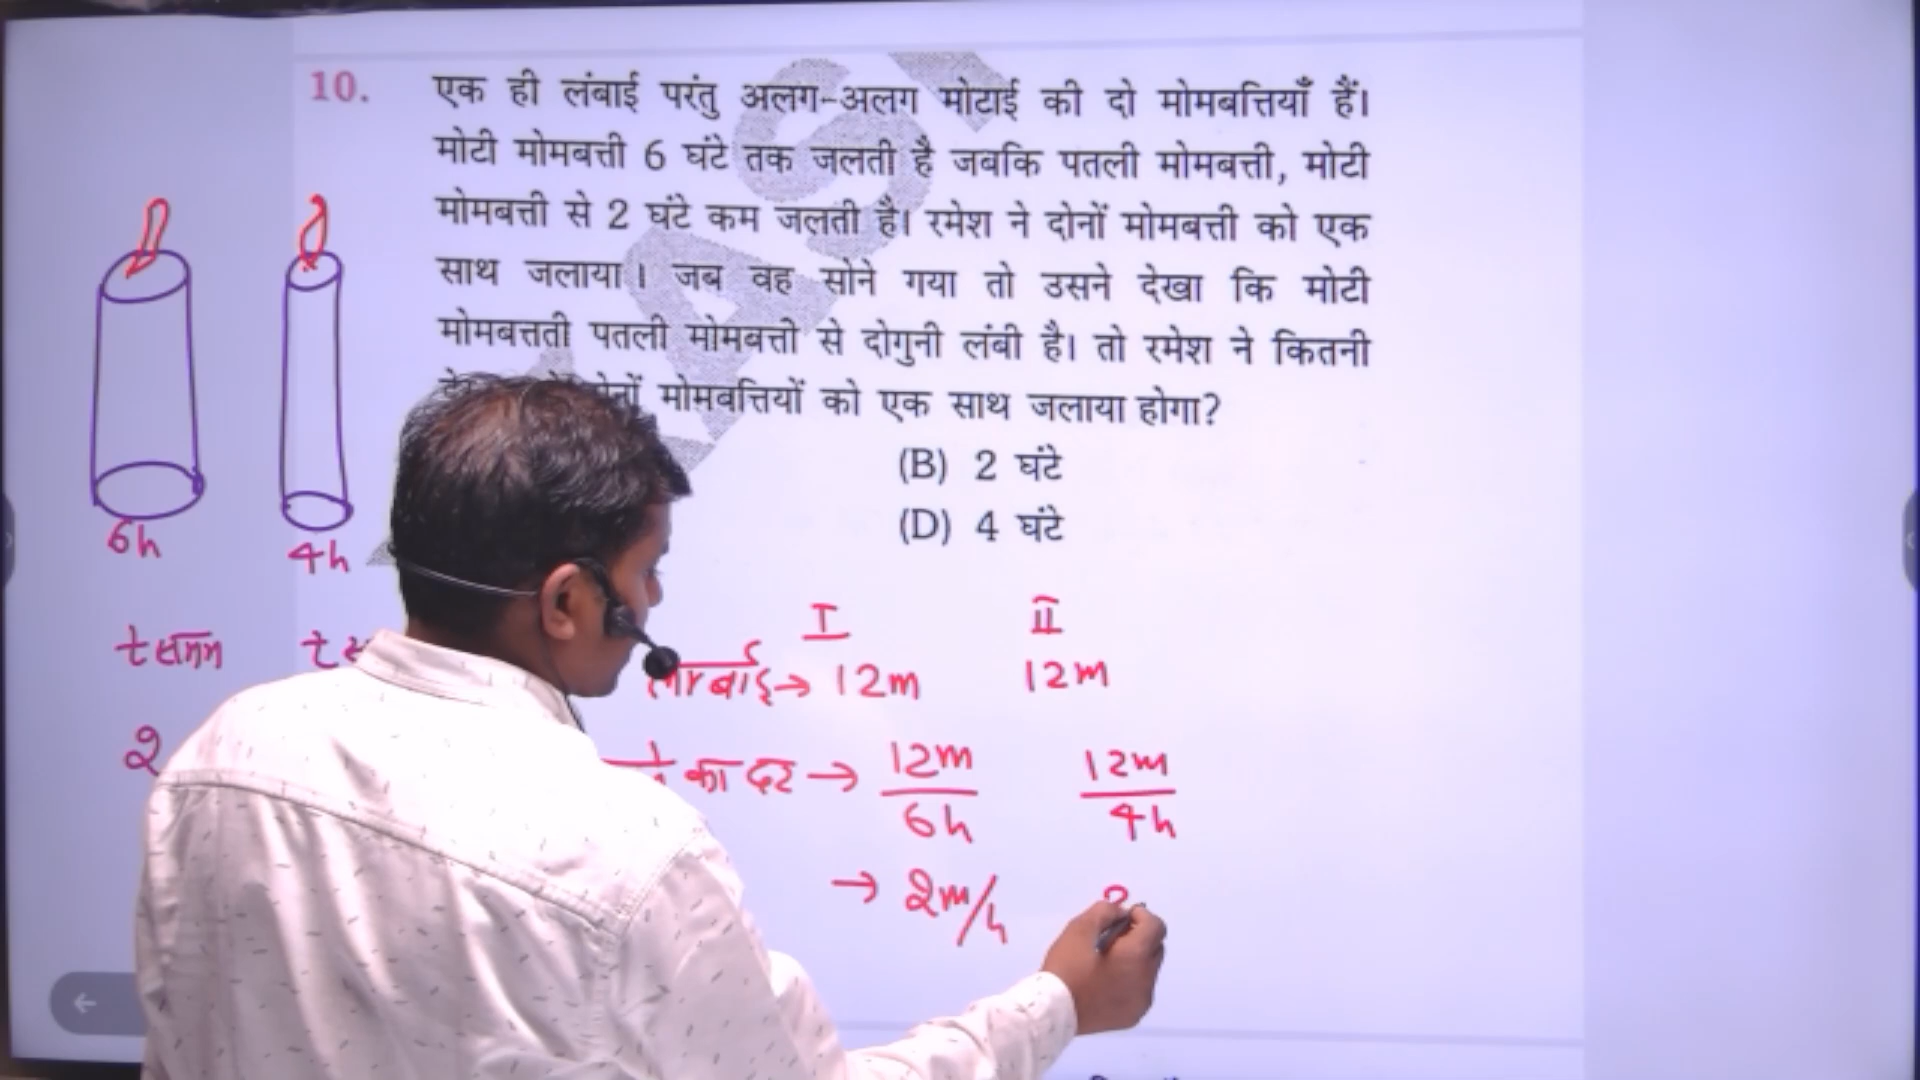 10. एक ही लंबाई परंतु अलग-अलग मोटाई की दो मोमबत्तियाँ हैं।
मोटी मोमबत्ती 6 घंटे तक जलती है जबकि पतली मोमबत्ती, मोटी
मोमबत्ती से 2 घंटे कम जलती है। रमेश ने दोनों मोमबत्ती को एक
साथ जलाया। जब वह सोने गया तो उसने देखा कि मोटी
मोमबत्तती पतली मोमबत्ती से दोगुनी लंबी है। तो रमेश ने कितनी
मोमबत्तियों को एक साथ जलाया होगा?
(B) 2 घंटे
(D) 4 घंटे
6h 4h
I II
t t
12m 12m
2
का दर → 12m/6h 12m/4h
→ 2m/h